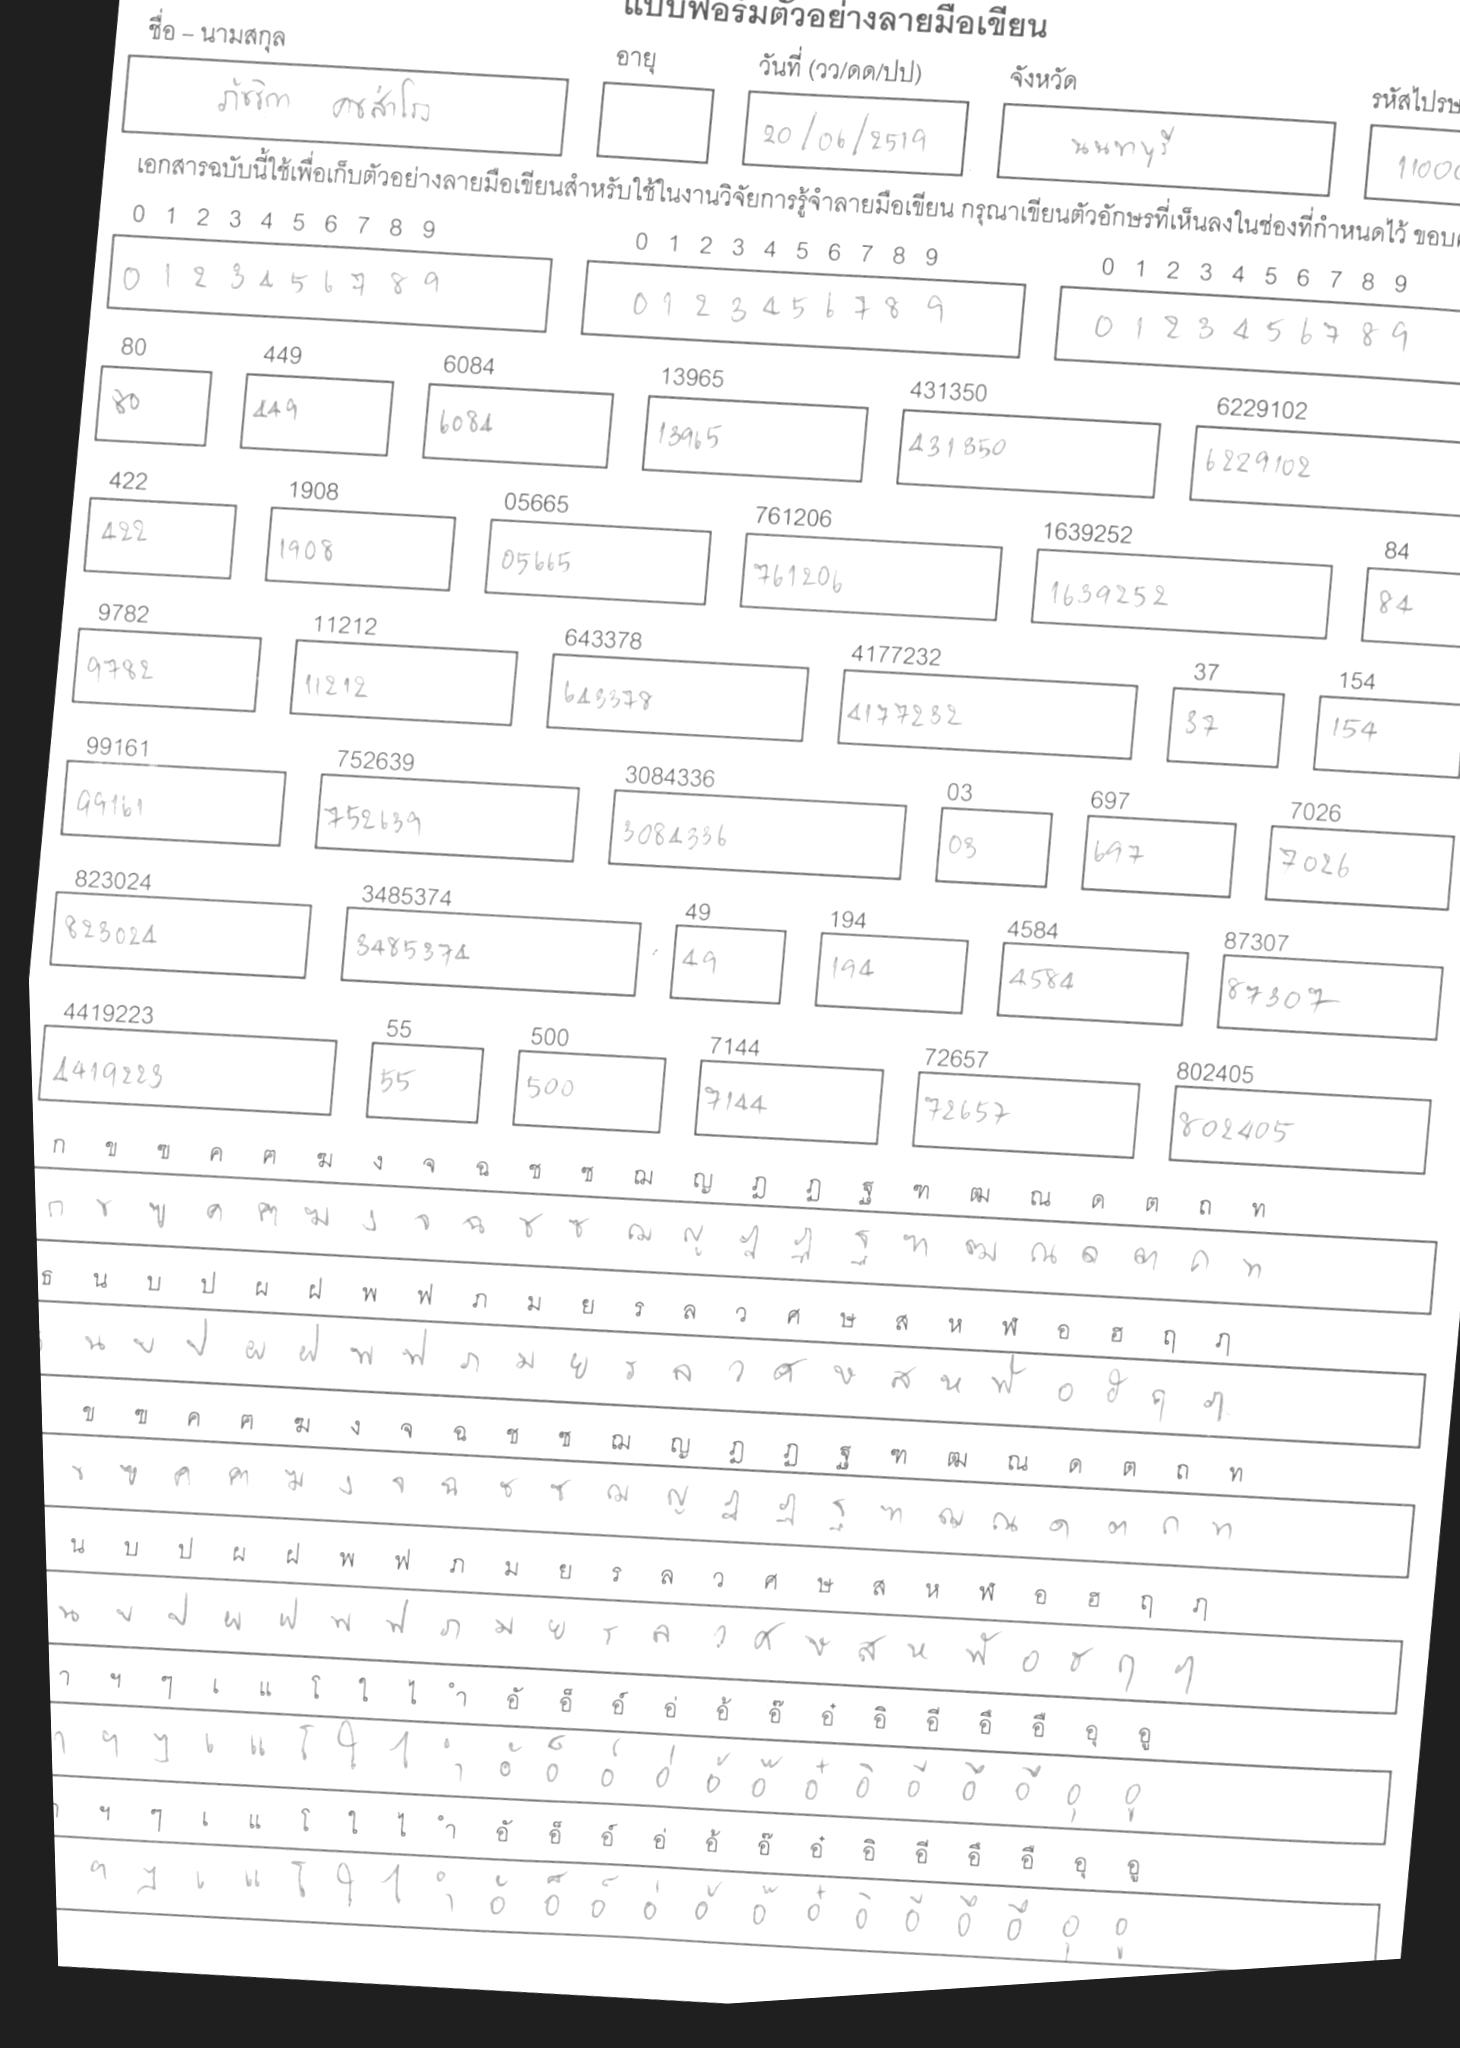 แบบฟอร์มตัวอย่างลายมือเขียน
ชื่อ – นามสกุล อายุ วันที่ (วว/ดด/ปป) จังหวัด รหัสไปรษ
20/06/2519 นนทบุรี 11000
เอกสารฉบับนี้ใช้เพื่อเก็บตัวอย่างลายมือเขียนสำหรับใช้ในงานวิจัยการรู้จำลายมือเขียน กรุณาเขียนตัวอักษรที่เห็นลงในช่องที่กำหนดไว้ ขอบ
0 1 2 3 4 5 6 7 8 9 0 1 2 3 4 5 6 7 8 9 0 1 2 3 4 5 6 7 8 9
0 1 2 3 4 5 6 7 8 9 0 1 2 3 4 5 6 7 8 9 0 1 2 3 4 5 6 7 8 9
80 449 6084 13965 431350 6229102
80 449 6084 13965 431350 6229102
422 1908 05665 761206 1639252 84
422 1908 05665 761206 1639252 84
9782 11212 643378 4177232 37 154
9782 11212 643378 4177232 37 154
99161 752639 3084336 03 697 7026
99161 752639 3084336 03 697 7026
823024 3485374 49 194 4584 87307
823024 3485374 49 194 4584 87307
4419223 55 500 7144 72657 802405
4419223 55 500 7144 72657 802405
ก ข ฃ ค ฅ ฆ ง จ ฉ ช ซ ฌ ญ ฎ ฏ ฐ ฑ ฒ ณ ด ต ถ ท
ก ข ฃ ค ฅ ฆ ง จ ฉ ช ซ ฌ ญ ฎ ฏ ฐ ฑ ฒ ณ ด ต ถ ท
ธ น บ ป ผ ฝ พ ฟ ภ ม ย ร ล ว ศ ษ ส ห ฬ อ ฮ ฤ ฦ
น บ ป ผ ฝ พ ฟ ภ ม ย ร ล ว ศ ษ ส ห ฬ อ ฮ ฤ ฦ
ข ฃ ค ฅ ฆ ง จ ฉ ช ซ ฌ ญ ฎ ฏ ฐ ฑ ฒ ณ ด ต ถ ท
ข ฃ ค ฅ ฆ ง จ ฉ ช ซ ฌ ญ ฎ ฏ ฐ ฑ ฒ ณ ด ต ถ ท
น บ ป ผ ฝ พ ฟ ภ ม ย ร ล ว ศ ษ ส ห ฬ อ ฮ ฤ ฦ
น บ ป ผ ฝ พ ฟ ภ ม ย ร ล ว ศ ษ ส ห ฬ อ ฮ ฤ ฦ
า ฯ ๆ เ แ โ ใ ไ ำ อั อ็ อ์ อ่ อ้ อ๊ อ๋ อิ อี อึ อื อุ อู
า ฯ ๆ เ แ โ ใ ไ ำ อั อ็ อ์ อ่ อ้ อ๊ อ๋ อิ อี อึ อื อุ อู
า ฯ ๆ เ แ โ ใ ไ ำ อั อ็ อ์ อ่ อ้ อ๊ อ๋ อิ อี อึ อื อุ อู
ฯ ๆ เ แ โ ใ ไ ำ อั อ็ อ์ อ่ อ้ อ๊ อ๋ อิ อี อึ อื อุ อู